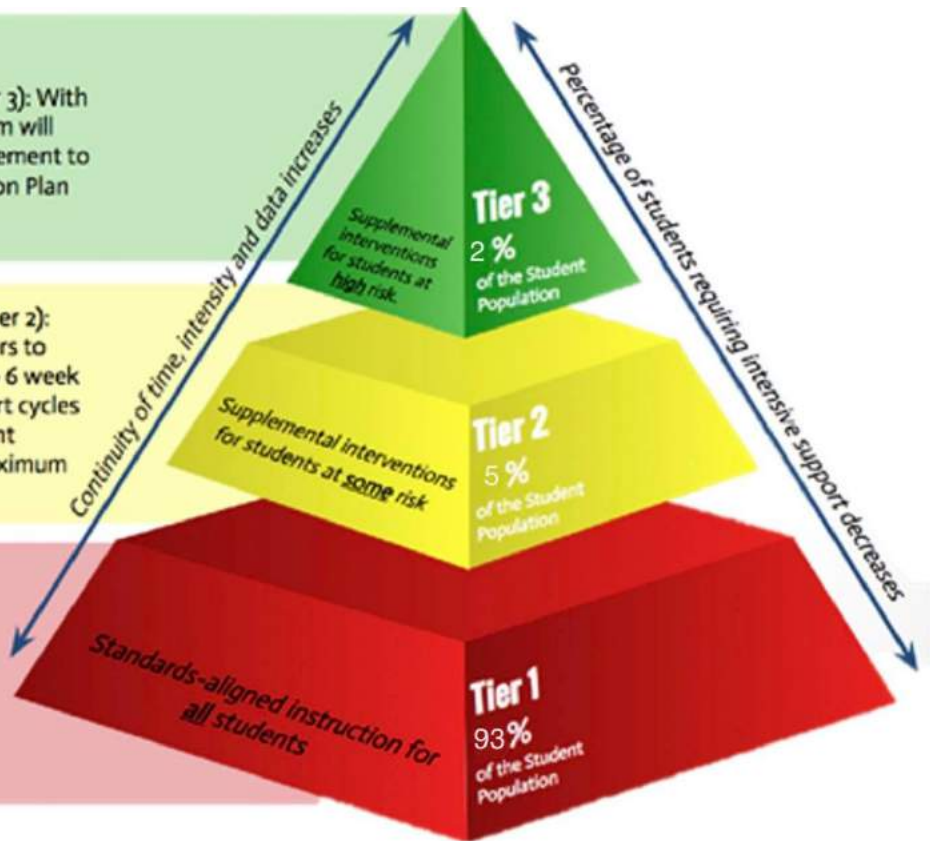 3): With
m will
ement to
on Plan
er 2):
rs to
6 week
rt cycles
nt
ximum
Continuity of time, intensity and data increases
Supplemental
interventions
for students at
high risk.
Tier 3
2 %
of the Student
Population
Supplemental interventions
for students at some risk
Tier 2
5 %
of the Student
Population
Standards-aligned instruction for
all students
Tier 1
93%
of the Student
Population
Percentage of students requiring intensive support decreases